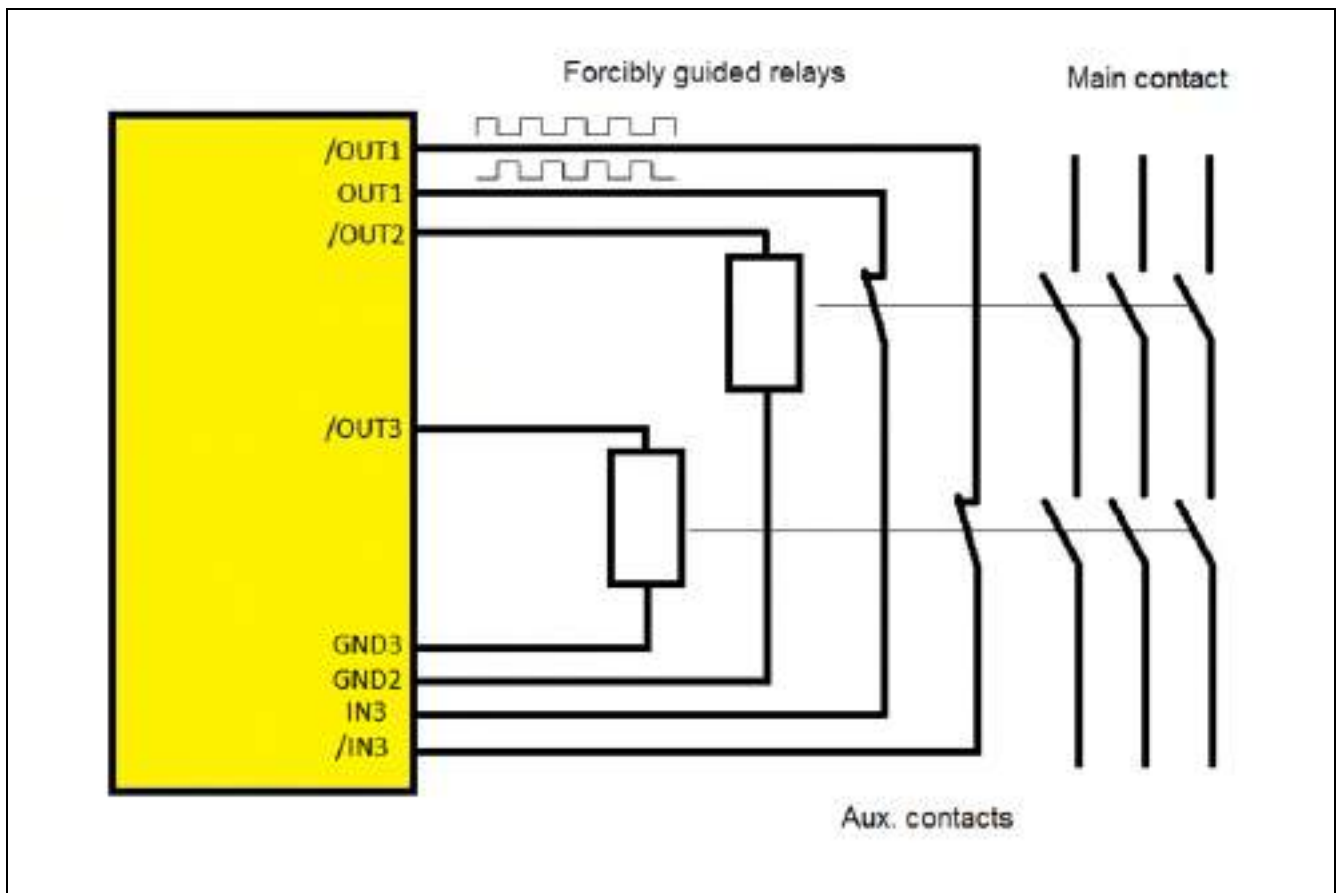 Forcibly guided relays
Main contact
/OUT1
OUT1
/OUT2
/OUT3
GND3
GND2
IN3
/IN3
Aux. contacts